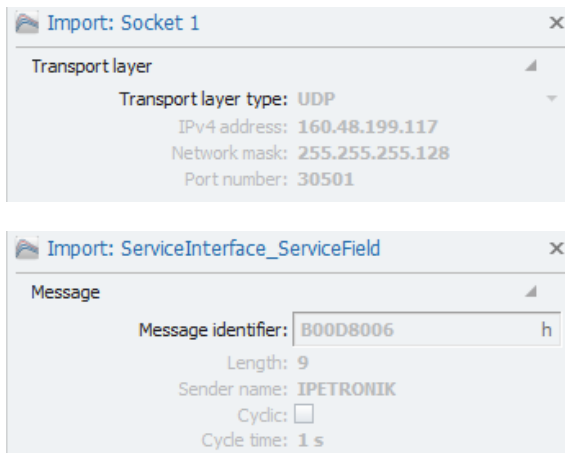 Import: Socket 1
Transport layer
Transport layer type: UDP
IPv4 address: 160.48.199.117
Network mask: 255.255.255.128
Port number: 30501
Import: ServiceInterface_ServiceField
Message
Message identifier: B00D8006 h
Length: 9
Sender name: IPETRONIK
Cyclic:
Cycle time: 1 s